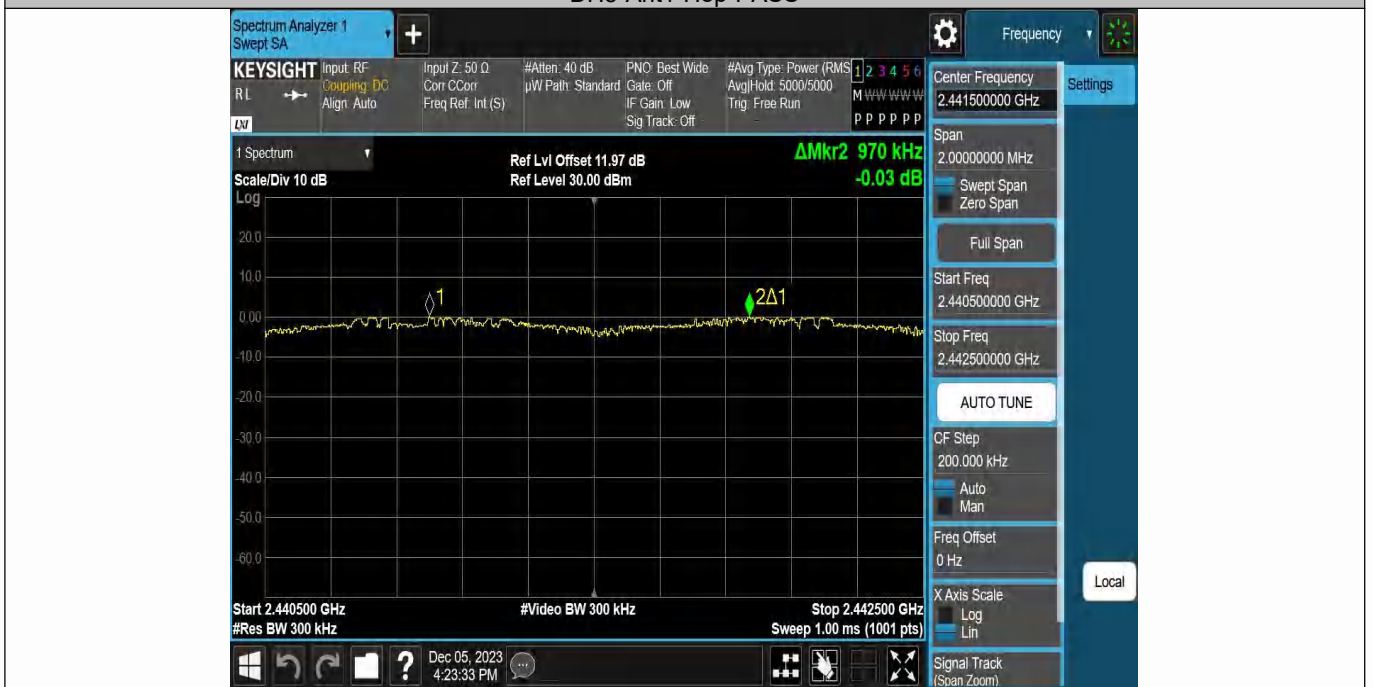 Spectrum Analyzer 1
Swept SA
+
Frequency
KEYSIGHT
RL
LXI
Input: RF
Coupling: DC
Align: Auto
Input Z: 50 Ω
Corr CCorr
Freq Ref: Int (S)
#Atten: 40 dB
µW Path: Standard
PNO: Best Wide
Gate: Off
IF Gain: Low
Sig Track: Off
#Avg Type: Power (RMS
Avg|Hold: 5000/5000
Trig: Free Run
1 2 3 4 5 6
M W W W W W
P P P P P P
1 Spectrum
Scale/Div 10 dB
Log
Ref Lvl Offset 11.97 dB
Ref Level 30.00 dBm
ΔMkr2 970 kHz
-0.03 dB
20.0
10.0
0.00
-10.0
-20.0
-30.0
-40.0
-50.0
-60.0
1
2Δ1
Start 2.440500 GHz
#Res BW 300 kHz
#Video BW 300 kHz
Stop 2.442500 GHz
Sweep 1.00 ms (1001 pts)
Dec 05, 2023
4:23:33 PM
Center Frequency
2.441500000 GHz
Settings
Span
2.00000000 MHz
Swept Span
Zero Span
Full Span
Start Freq
2.440500000 GHz
Stop Freq
2.442500000 GHz
AUTO TUNE
CF Step
200.000 kHz
Auto
Man
Freq Offset
0 Hz
X Axis Scale
Log
Lin
Local
Signal Track
(Span Zoom)